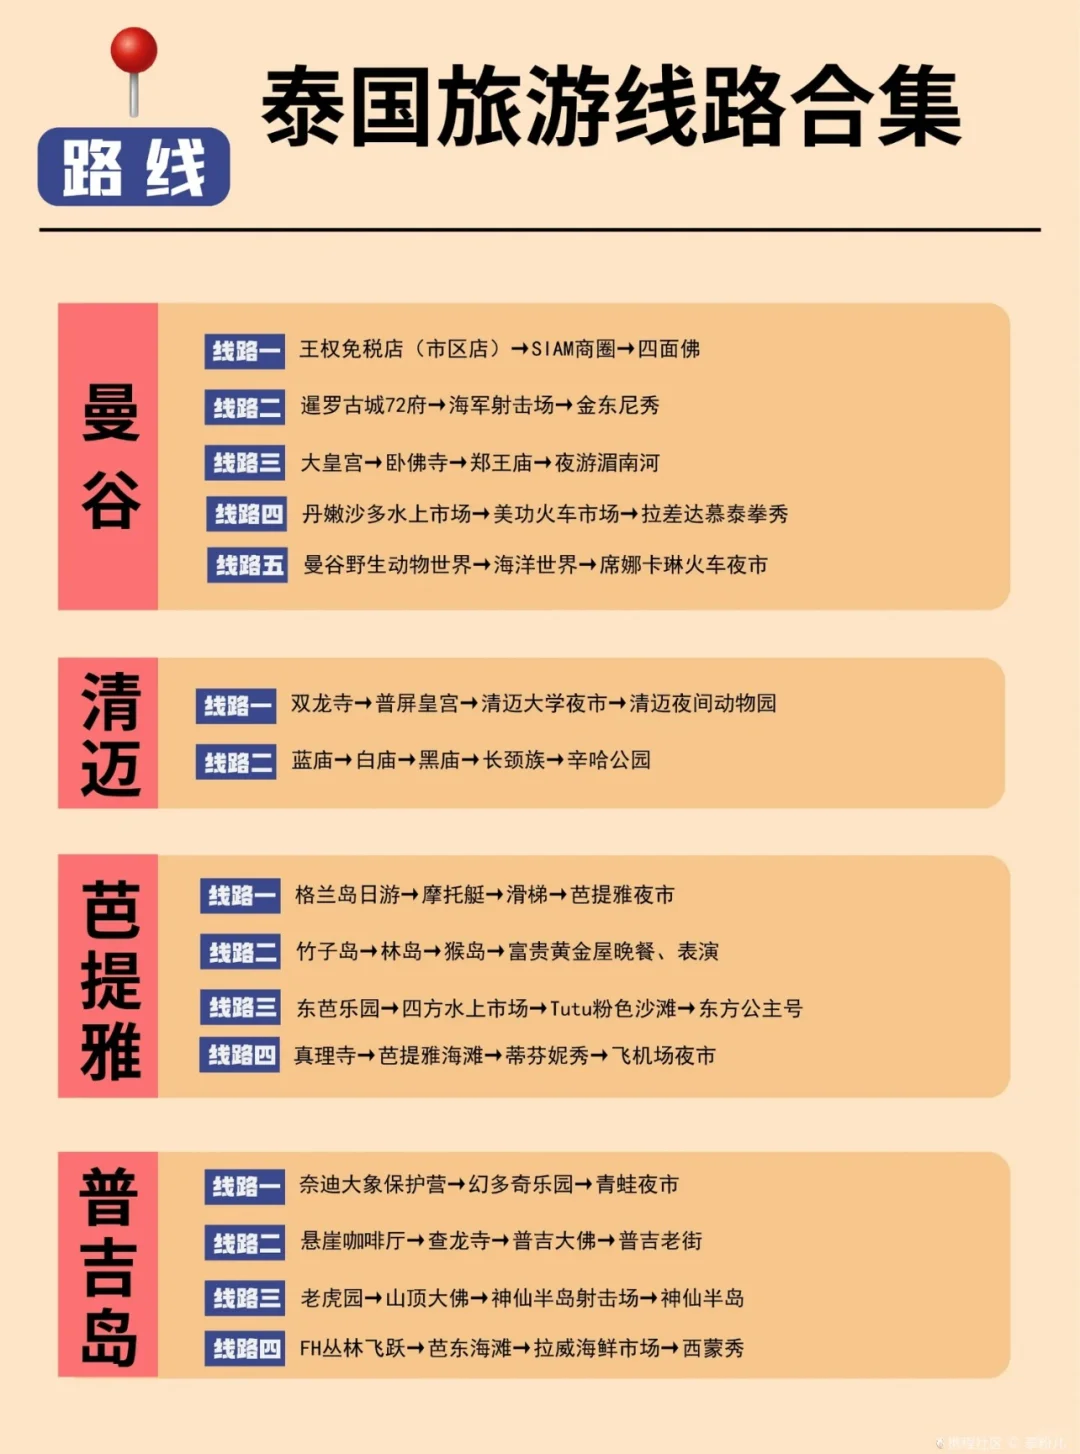 泰国旅游线路合集
路线
曼谷
线路一 王权免税店（市区店）→SIAM商圈→四面佛
线路二 暹罗古城72府→海军射击场→金东尼秀
线路三 大皇宫→卧佛寺→郑王庙→夜游湄南河
线路四 丹嫩沙多水上市场→美功火车市场→拉差达慕泰拳秀
线路五 曼谷野生动物世界→海洋世界→席娜卡琳火车夜市
清迈
线路一 双龙寺→普屏皇宫→清迈大学夜市→清迈夜间动物园
线路二 蓝庙→白庙→黑庙→长颈族→辛哈公园
芭提雅
线路一 格兰岛日游→摩托艇→滑梯→芭提雅夜市
线路二 竹子岛→林岛→猴岛→富贵黄金屋晚餐、表演
线路三 东芭乐园→四方水上市场→Tutu粉色沙滩→东方公主号
线路四 真理寺→芭提雅海滩→蒂芬妮秀→飞机场夜市
普吉岛
线路一 奈迪大象保护营→幻多奇乐园→青蛙夜市
线路二 悬崖咖啡厅→查龙寺→普吉大佛→普吉老街
线路三 老虎园→山顶大佛→神仙半岛射击场→神仙半岛
线路四 FH丛林飞跃→芭东海滩→拉威海鲜市场→西蒙秀